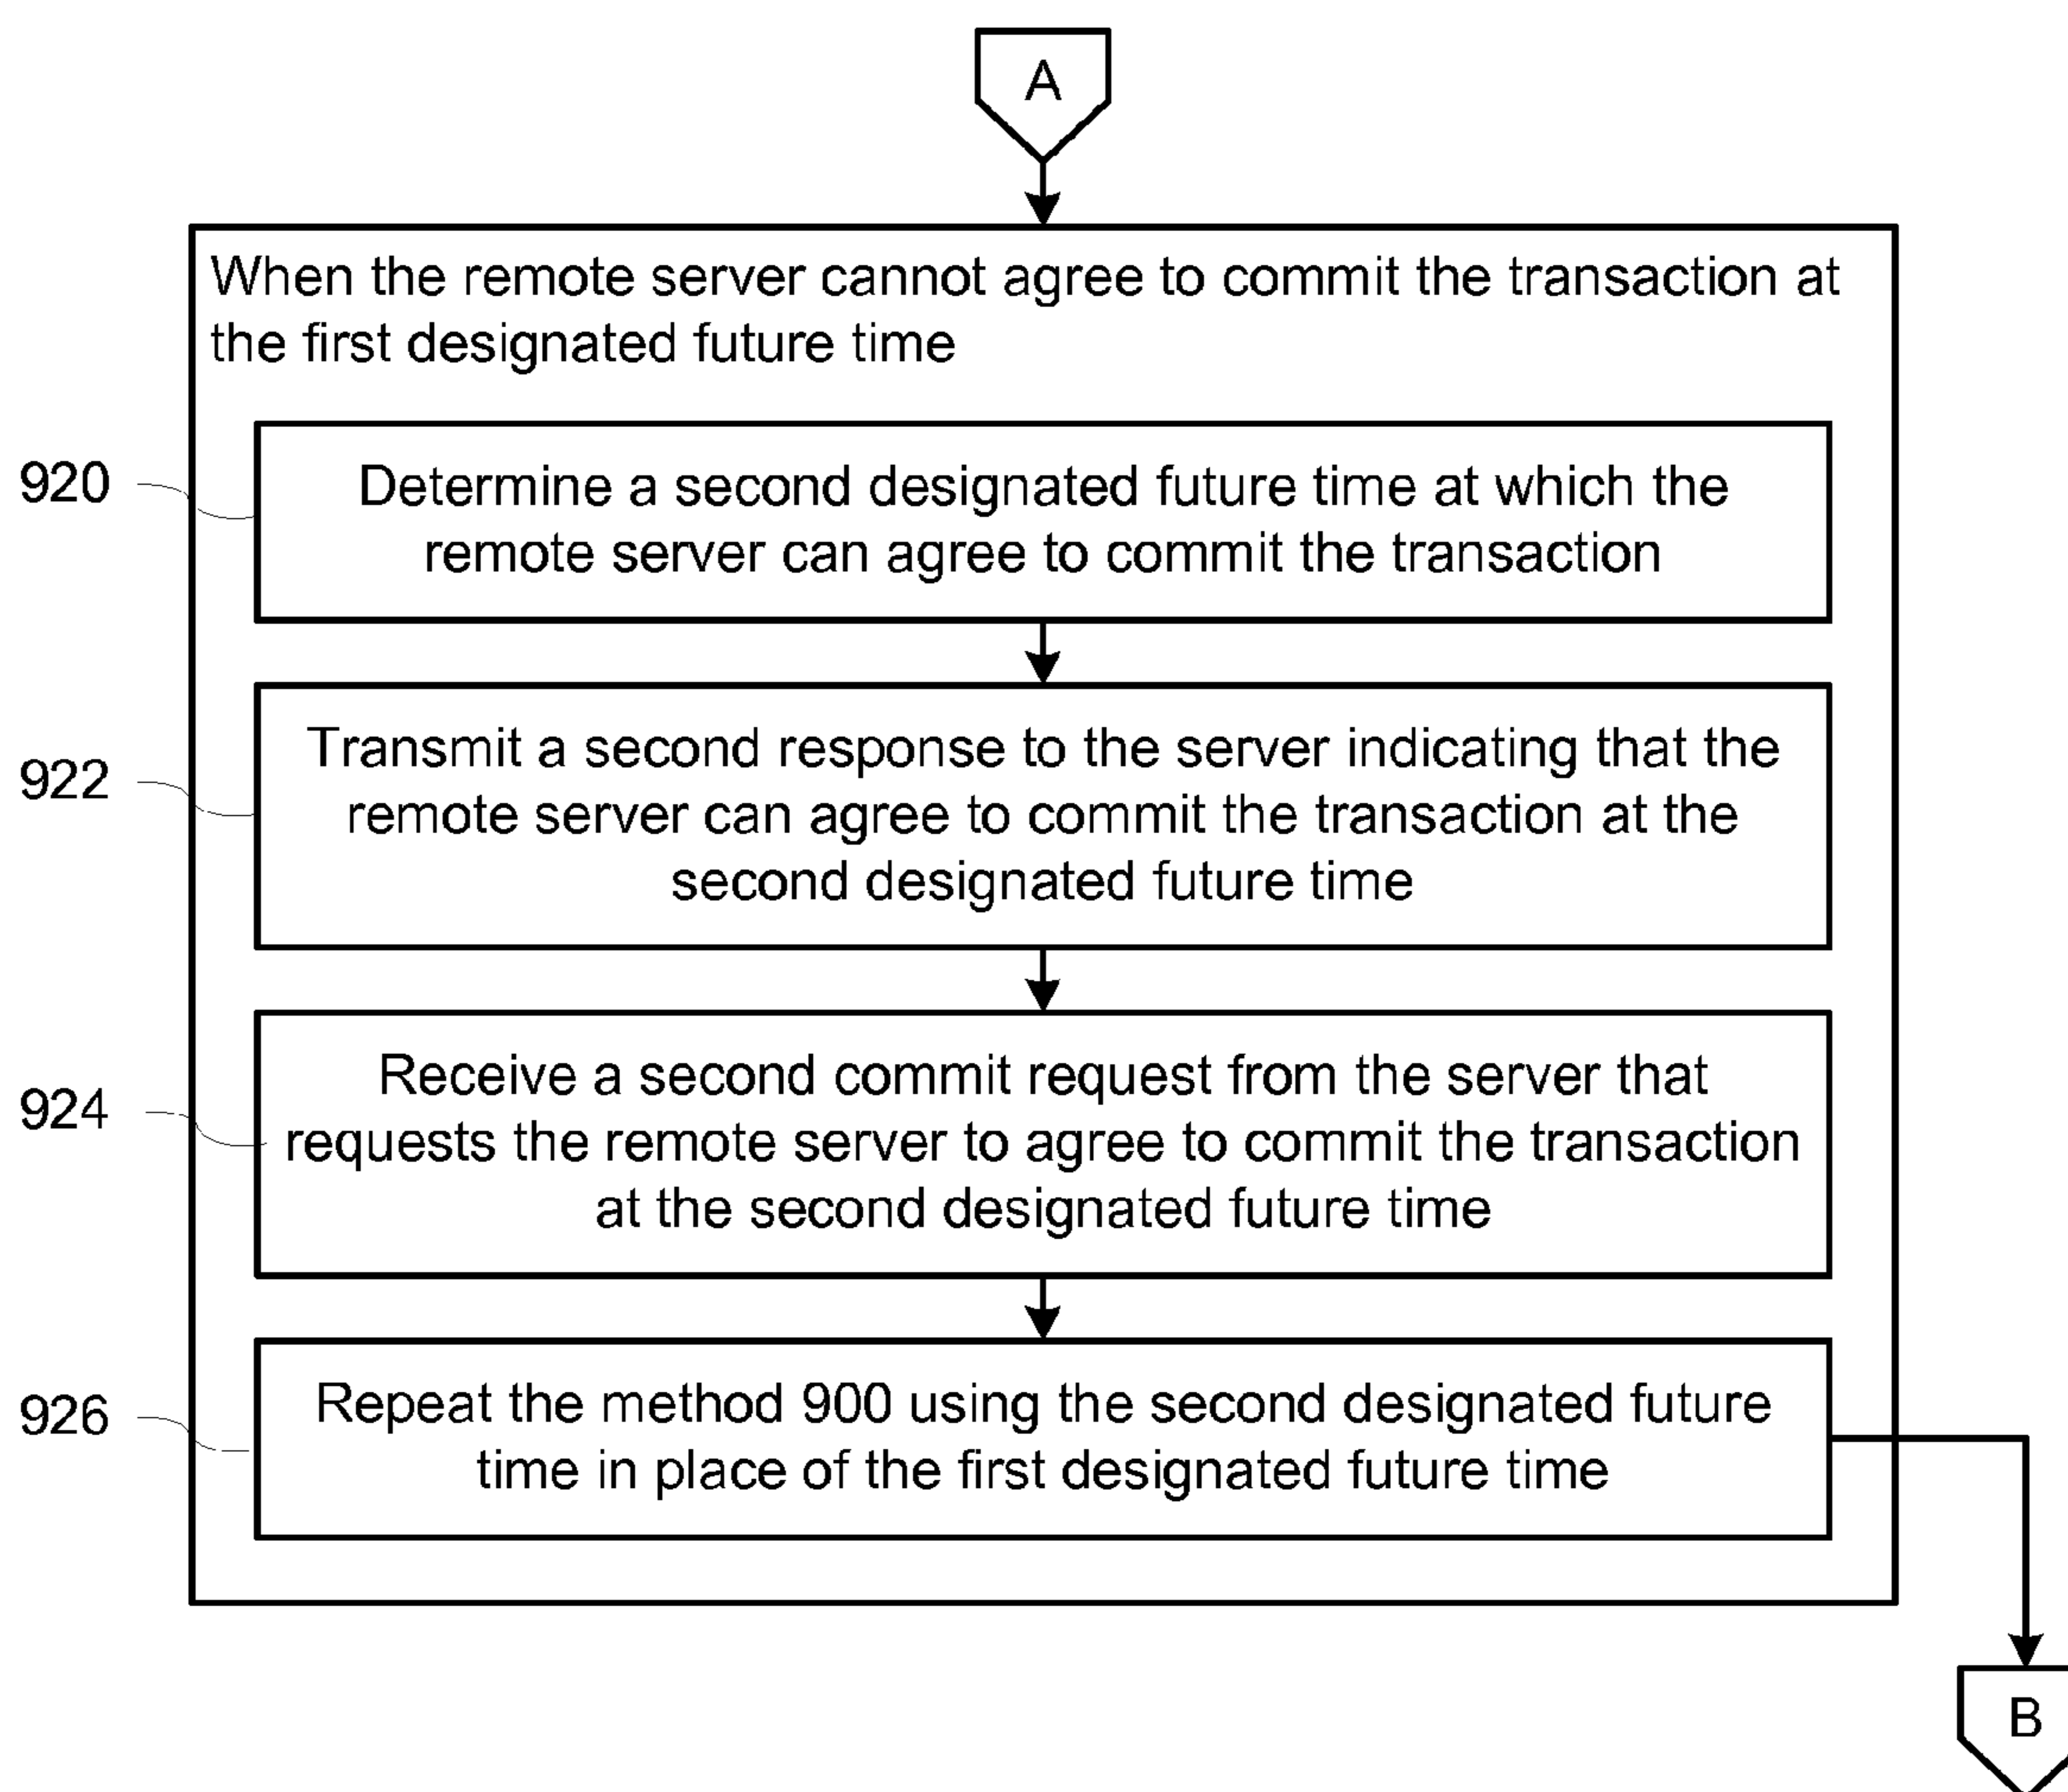 A
When the remote server cannot agree to commit the transaction at
the first designated future time
920
Determine a second designated future time at which the
remote server can agree to commit the transaction
922
Transmit a second response to the server indicating that the
remote server can agree to commit the transaction at the
second designated future time
924
Receive a second commit request from the server that
requests the remote server to agree to commit the transaction
at the second designated future time
926
Repeat the method 900 using the second designated future
time in place of the first designated future time
B